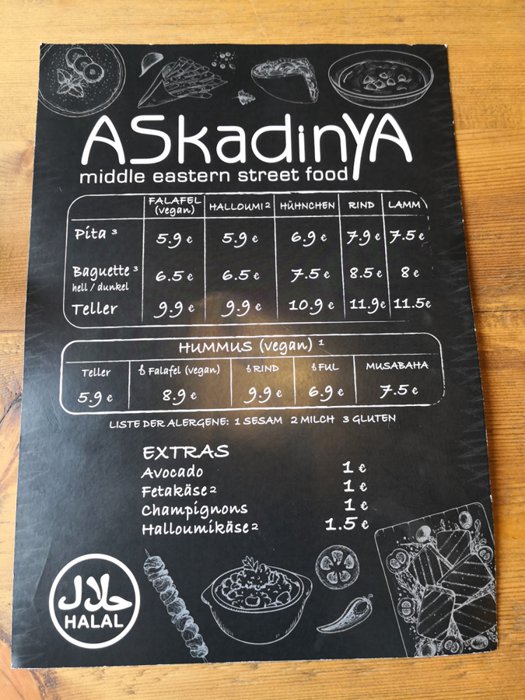 ASkadinYA
middle eastern street food
FALAFEL (vegan) HALLOUMI 2 HÜHNCHEN RIND LAMM
Pita 3 5.9 € 5.9 € 6.9 € 7.9 € 7.5 €
Baguette 3 hell / dunkel 6.5 € 6.5 € 7.5 € 8.5 € 8 €
Teller 9.9 € 9.9 € 10.9 € 11.9 € 11.5 €
HUMMUS (vegan) 1
Teller & Falafel (vegan) & RIND & FUL MUSABAHA
5.9 € 8.9 € 9.9 € 6.9 € 7.5 €
LISTE DER ALERGENE: 1 SESAM 2 MILCH 3 GLUTEN
EXTRAS
Avocado 1 €
Fetakäse 2 1 €
Champignons 1 €
Halloumikäse 2 1.5 €
حلال
HALAL